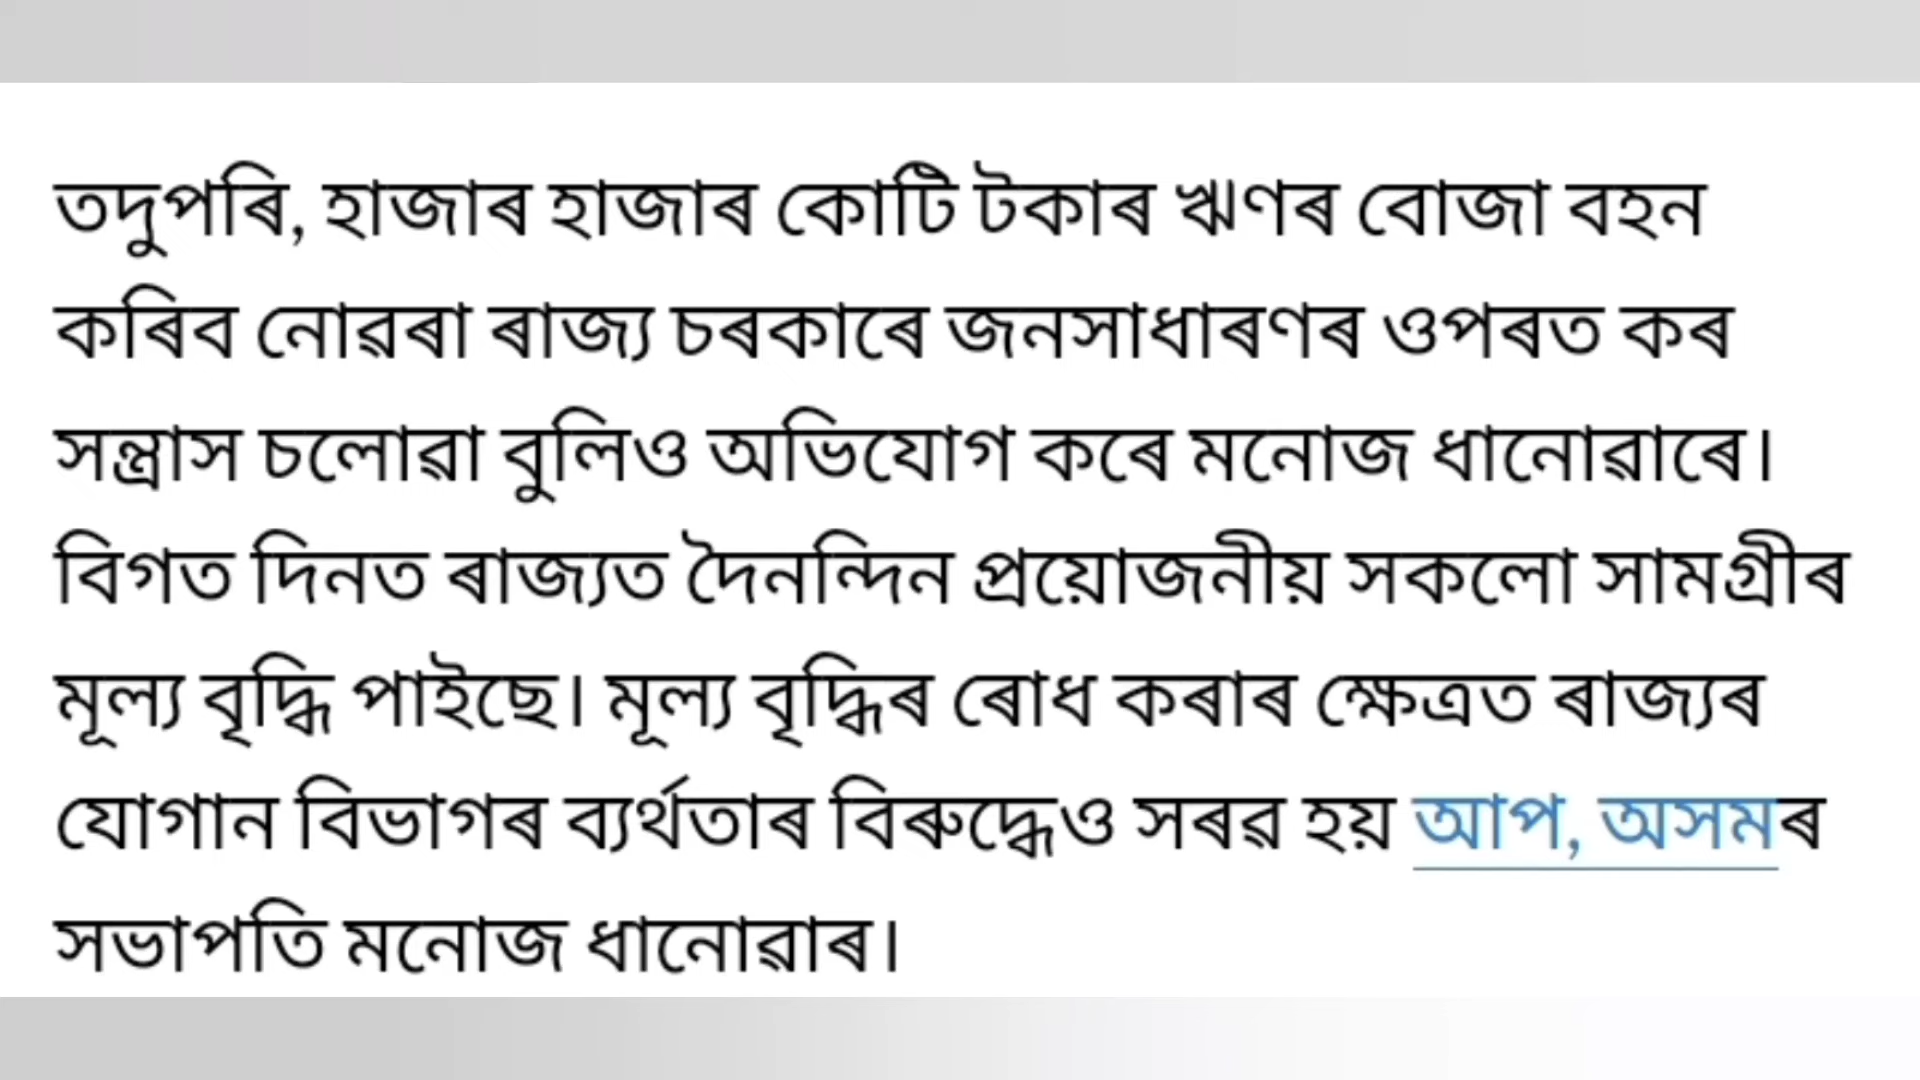 তদুপৰি, হাজাৰ হাজাৰ কোটি টকাৰ ঋণৰ বোজা বহন
কৰিব নোৱৰা ৰাজ্য চৰকাৰে জনসাধাৰণৰ ওপৰত কৰ
সন্ত্ৰাস চলোৱা বুলিও অভিযোগ কৰে মনোজ ধানোৱাৰে।
বিগত দিনত ৰাজ্যত দৈনন্দিন প্ৰয়োজনীয় সকলো সামগ্ৰীৰ
মূল্য বৃদ্ধি পাইছে। মূল্য বৃদ্ধিৰ ৰোধ কৰাৰ ক্ষেত্ৰত ৰাজ্যৰ
যোগান বিভাগৰ ব্যৰ্থতাৰ বিৰুদ্ধেও সৰৱ হয় আপ, অসমৰ
সভাপতি মনোজ ধানোৱাৰ।